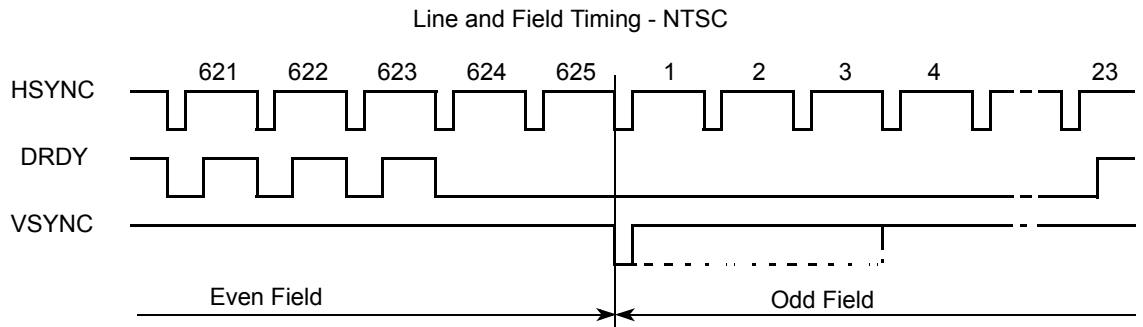 Line and Field Timing - NTSC
621 622 623 624 625 1 2 3 4 23
HSYNC
DRDY
VSYNC
Even Field Odd Field